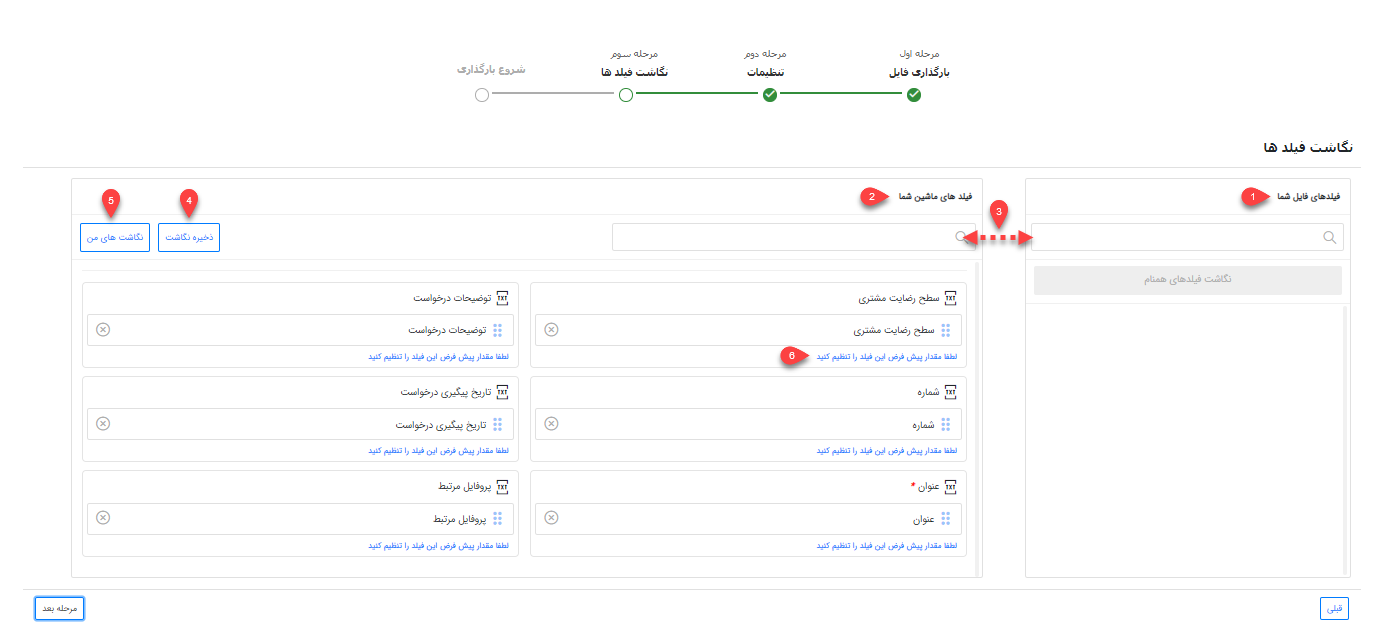 مرحله اول
بارگذاری فایل
مرحله دوم
تنظیمات
مرحله سوم
نگاشت فیلد ها
شروع بارگذاری
نگاشت فیلد ها
فیلدهای فایل شما
1
نگاشت فیلدهای همنام
3
فیلد های ماشین شما
2
4
ذخیره نگاشت
5
نگاشت های من
TXT سطح رضایت مشتری
سطح رضایت مشتری
لطفا مقدار پیش فرض این فیلد را تنظیم کنید
6
TXT توضیحات درخواست
توضیحات درخواست
لطفا مقدار پیش فرض این فیلد را تنظیم کنید
TXT شماره
شماره
لطفا مقدار پیش فرض این فیلد را تنظیم کنید
TXT تاریخ پیگیری درخواست
تاریخ پیگیری درخواست
لطفا مقدار پیش فرض این فیلد را تنظیم کنید
TXT عنوان *
عنوان
لطفا مقدار پیش فرض این فیلد را تنظیم کنید
TXT پروفایل مرتبط
پروفایل مرتبط
لطفا مقدار پیش فرض این فیلد را تنظیم کنید
قبلی
مرحله بعد